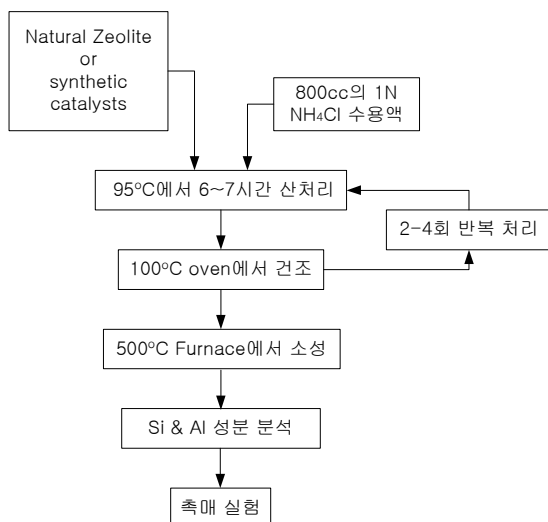 Natural Zeolite
or
synthetic
catalysts
800cc의 1N
NH₄Cl 수용액
95°C에서 6~7시간 산처리
2-4회 반복 처리
100°C oven에서 건조
500°C Furnace에서 소성
Si & Al 성분 분석
촉매 실험